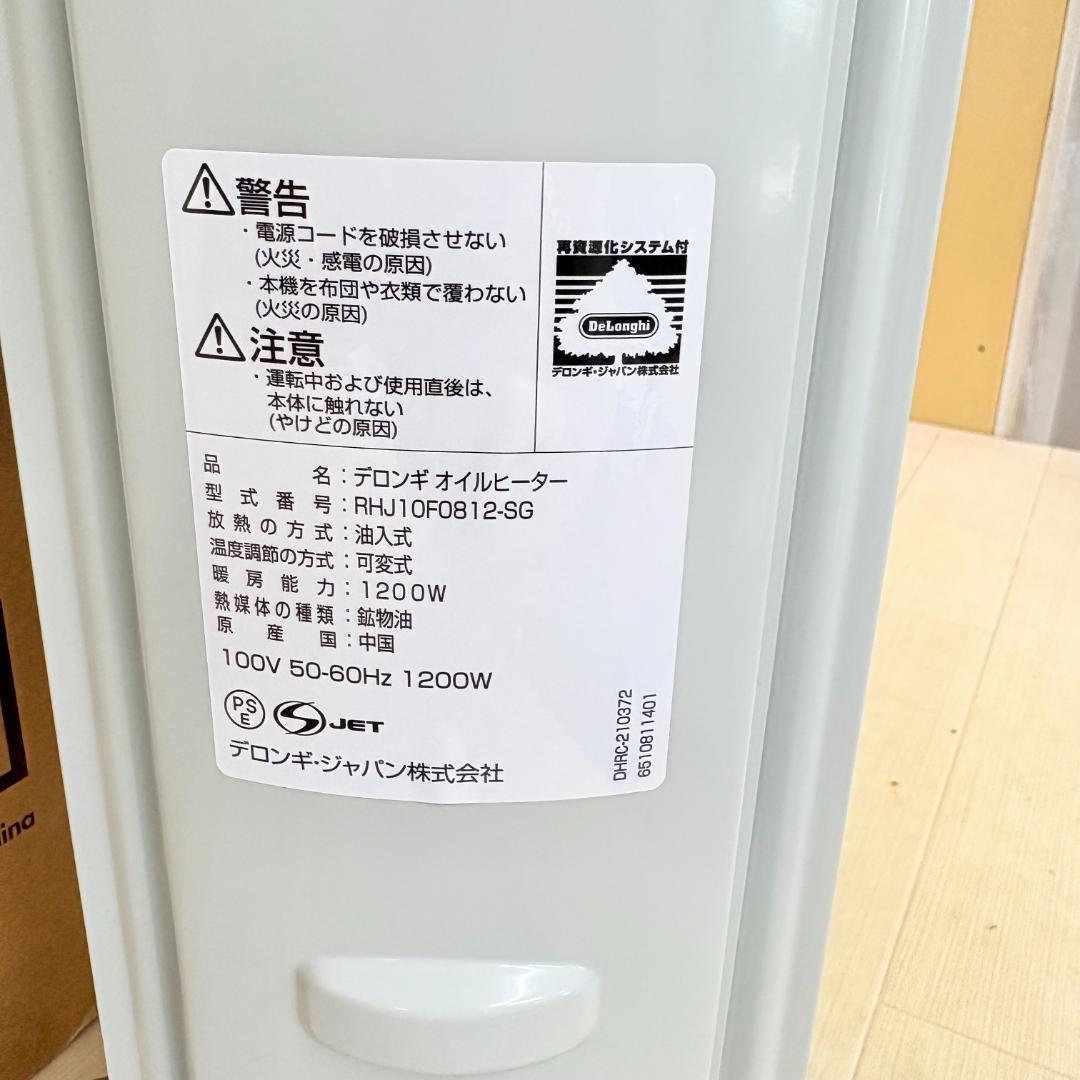 警告
・電源コードを破損させない
(火災・感電の原因)
・本機を布団や衣類で覆わない
(火災の原因)
注意
・運転中および使用直後は、
本体に触れない
(やけどの原因)
再資源化システム付
DeLonghi
デロンギ・ジャパン株式会社
品名：デロンギ オイルヒーター
型式番号：RHJ10F0812-SG
放熱の方式：油入式
温度調節の方式：可変式
暖房能力：1200W
熱媒体の種類：鉱物油
原産国：中国
100V 50-60Hz 1200W
PS
E
JET
デロンギ・ジャパン株式会社
DHRC-210372
6510811401